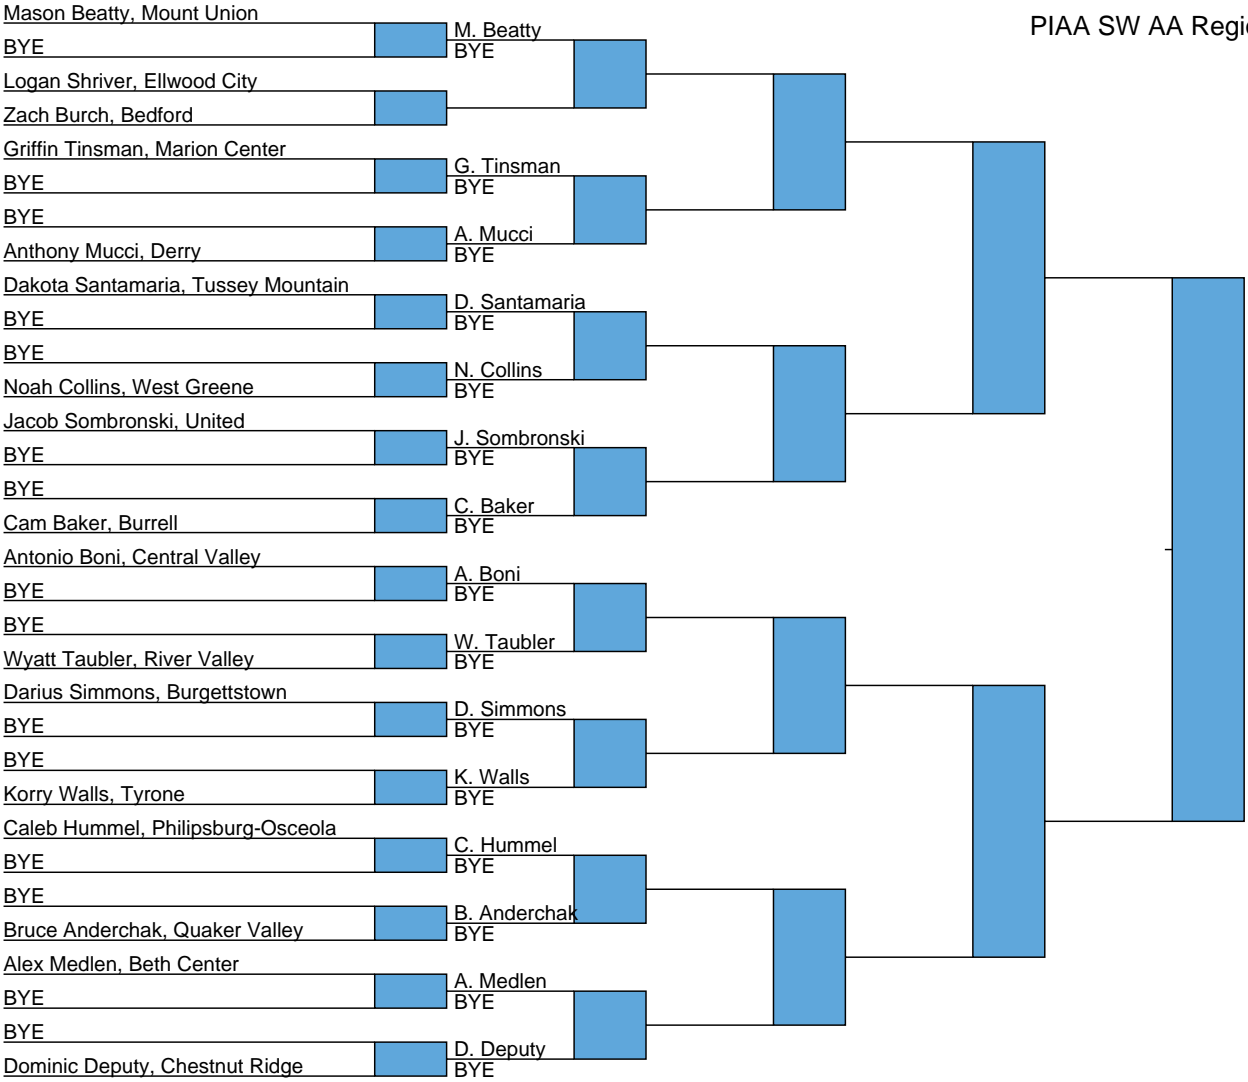 PIAA SW AA Regi
Mason Beatty, Mount Union
BYE
Logan Shriver, Ellwood City
Zach Burch, Bedford
Griffin Tinsman, Marion Center
BYE
BYE
Anthony Mucci, Derry
Dakota Santamaria, Tussey Mountain
BYE
BYE
Noah Collins, West Greene
Jacob Sombronski, United
BYE
BYE
Cam Baker, Burrell
Antonio Boni, Central Valley
BYE
BYE
Wyatt Taubler, River Valley
Darius Simmons, Burgettstown
BYE
BYE
Korry Walls, Tyrone
Caleb Hummel, Philipsburg-Osceola
BYE
BYE
Bruce Anderchak, Quaker Valley
Alex Medlen, Beth Center
BYE
BYE
Dominic Deputy, Chestnut Ridge
M. Beatty
BYE
G. Tinsman
BYE
A. Mucci
BYE
D. Santamaria
BYE
N. Collins
BYE
J. Sombronski
BYE
C. Baker
BYE
A. Boni
BYE
W. Taubler
BYE
D. Simmons
BYE
K. Walls
BYE
C. Hummel
BYE
B. Anderchak
BYE
A. Medlen
BYE
D. Deputy
BYE